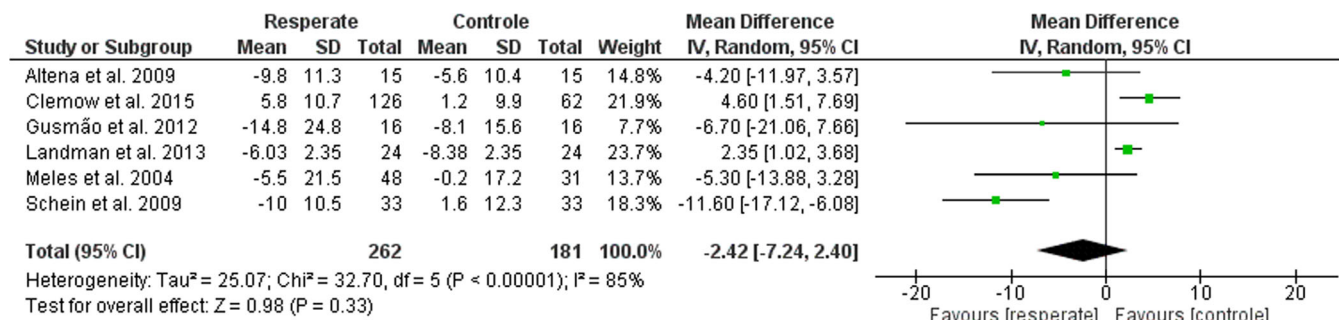 Resperate Controle Mean Difference Mean Difference
Study or Subgroup Mean SD Total Mean SD Total Weight IV, Random, 95% CI IV, Random, 95% CI
Altena et al. 2009 -9.8 11.3 15 -5.6 10.4 15 14.8% -4.20 [-11.97, 3.57]
Clemow et al. 2015 5.8 10.7 126 1.2 9.9 62 21.9% 4.60 [1.51, 7.69]
Gusmão et al. 2012 -14.8 24.8 16 -8.1 15.6 16 7.7% -6.70 [-21.06, 7.66]
Landman et al. 2013 -6.03 2.35 24 -8.38 2.35 24 23.7% 2.35 [1.02, 3.68]
Meles et al. 2004 -5.5 21.5 48 -0.2 17.2 31 13.7% -5.30 [-13.88, 3.28]
Schein et al. 2009 -10 10.5 33 1.6 12.3 33 18.3% -11.60 [-17.12, -6.08]
Total (95% CI) 262 181 100.0% -2.42 [-7.24, 2.40]
Heterogeneity: Tau² = 25.07; Chi² = 32.70, df = 5 (P < 0.00001); I² = 85%
Test for overall effect: Z = 0.98 (P = 0.33)
-20 -10 0 10 20
Favours [resperate] Favours [controle]